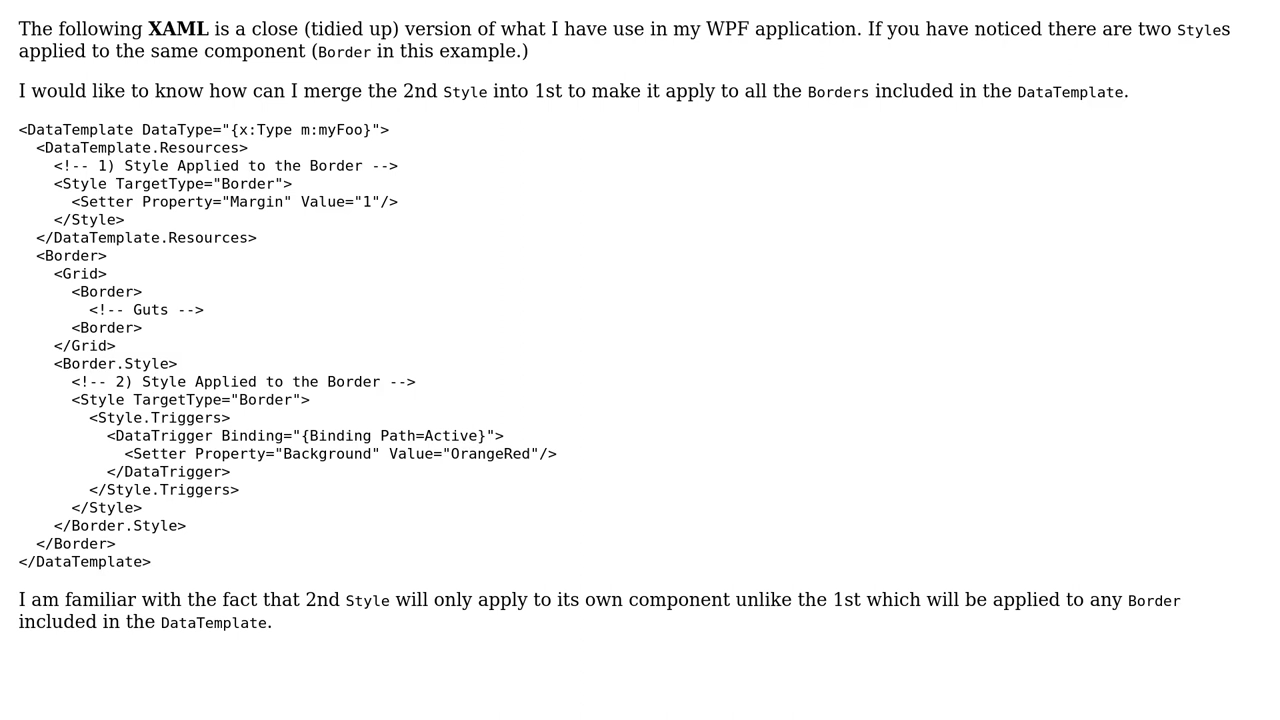 The following XAML is a close (tidied up) version of what I have use in my WPF application. If you have noticed there are two Styles
applied to the same component (Border in this example.)
I would like to know how can I merge the 2nd Style into 1st to make it apply to all the Borders included in the DataTemplate.
<DataTemplate DataType="{x:Type m:myFoo}">
  <DataTemplate.Resources>
    <!-- 1) Style Applied to the Border -->
    <Style TargetType="Border">
      <Setter Property="Margin" Value="1"/>
    </Style>
  </DataTemplate.Resources>
  <Border>
    <Grid>
      <Border>
        <!-- Guts -->
      <Border>
    </Grid>
    <Border.Style>
      <!-- 2) Style Applied to the Border -->
      <Style TargetType="Border">
        <Style.Triggers>
          <DataTrigger Binding="{Binding Path=Active}">
            <Setter Property="Background" Value="OrangeRed"/>
          </DataTrigger>
        </Style.Triggers>
      </Style>
    </Border.Style>
  </Border>
</DataTemplate>
I am familiar with the fact that 2nd Style will only apply to its own component unlike the 1st which will be applied to any Border
included in the DataTemplate.